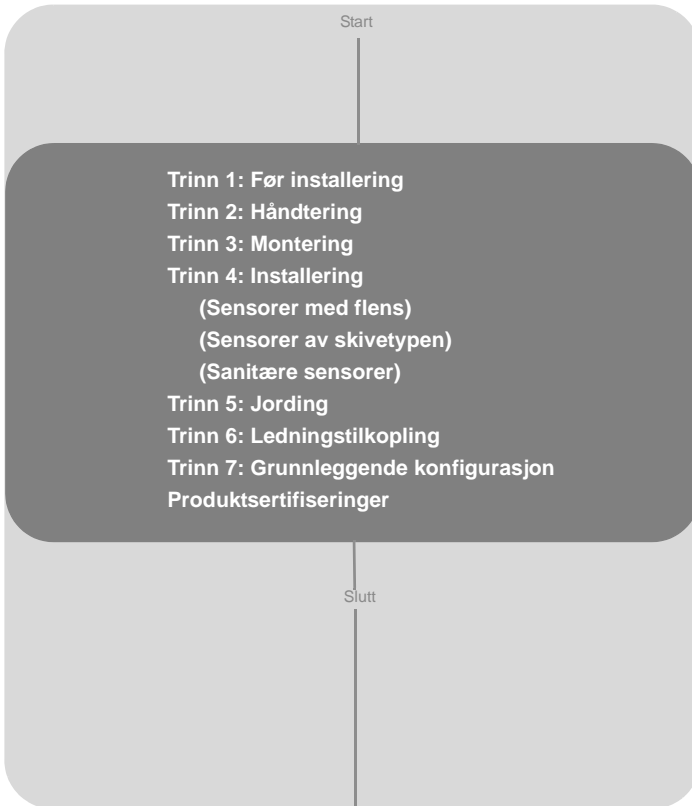 Start
Trinn 1: Før installering
Trinn 2: Håndtering
Trinn 3: Montering
Trinn 4: Installering
(Sensorer med flens)
(Sensorer av skivetypen)
(Sanitære sensorer)
Trinn 5: Jording
Trinn 6: Ledningstilkopling
Trinn 7: Grunnleggende konfigurasjon
Produktsertifiseringer
Slutt